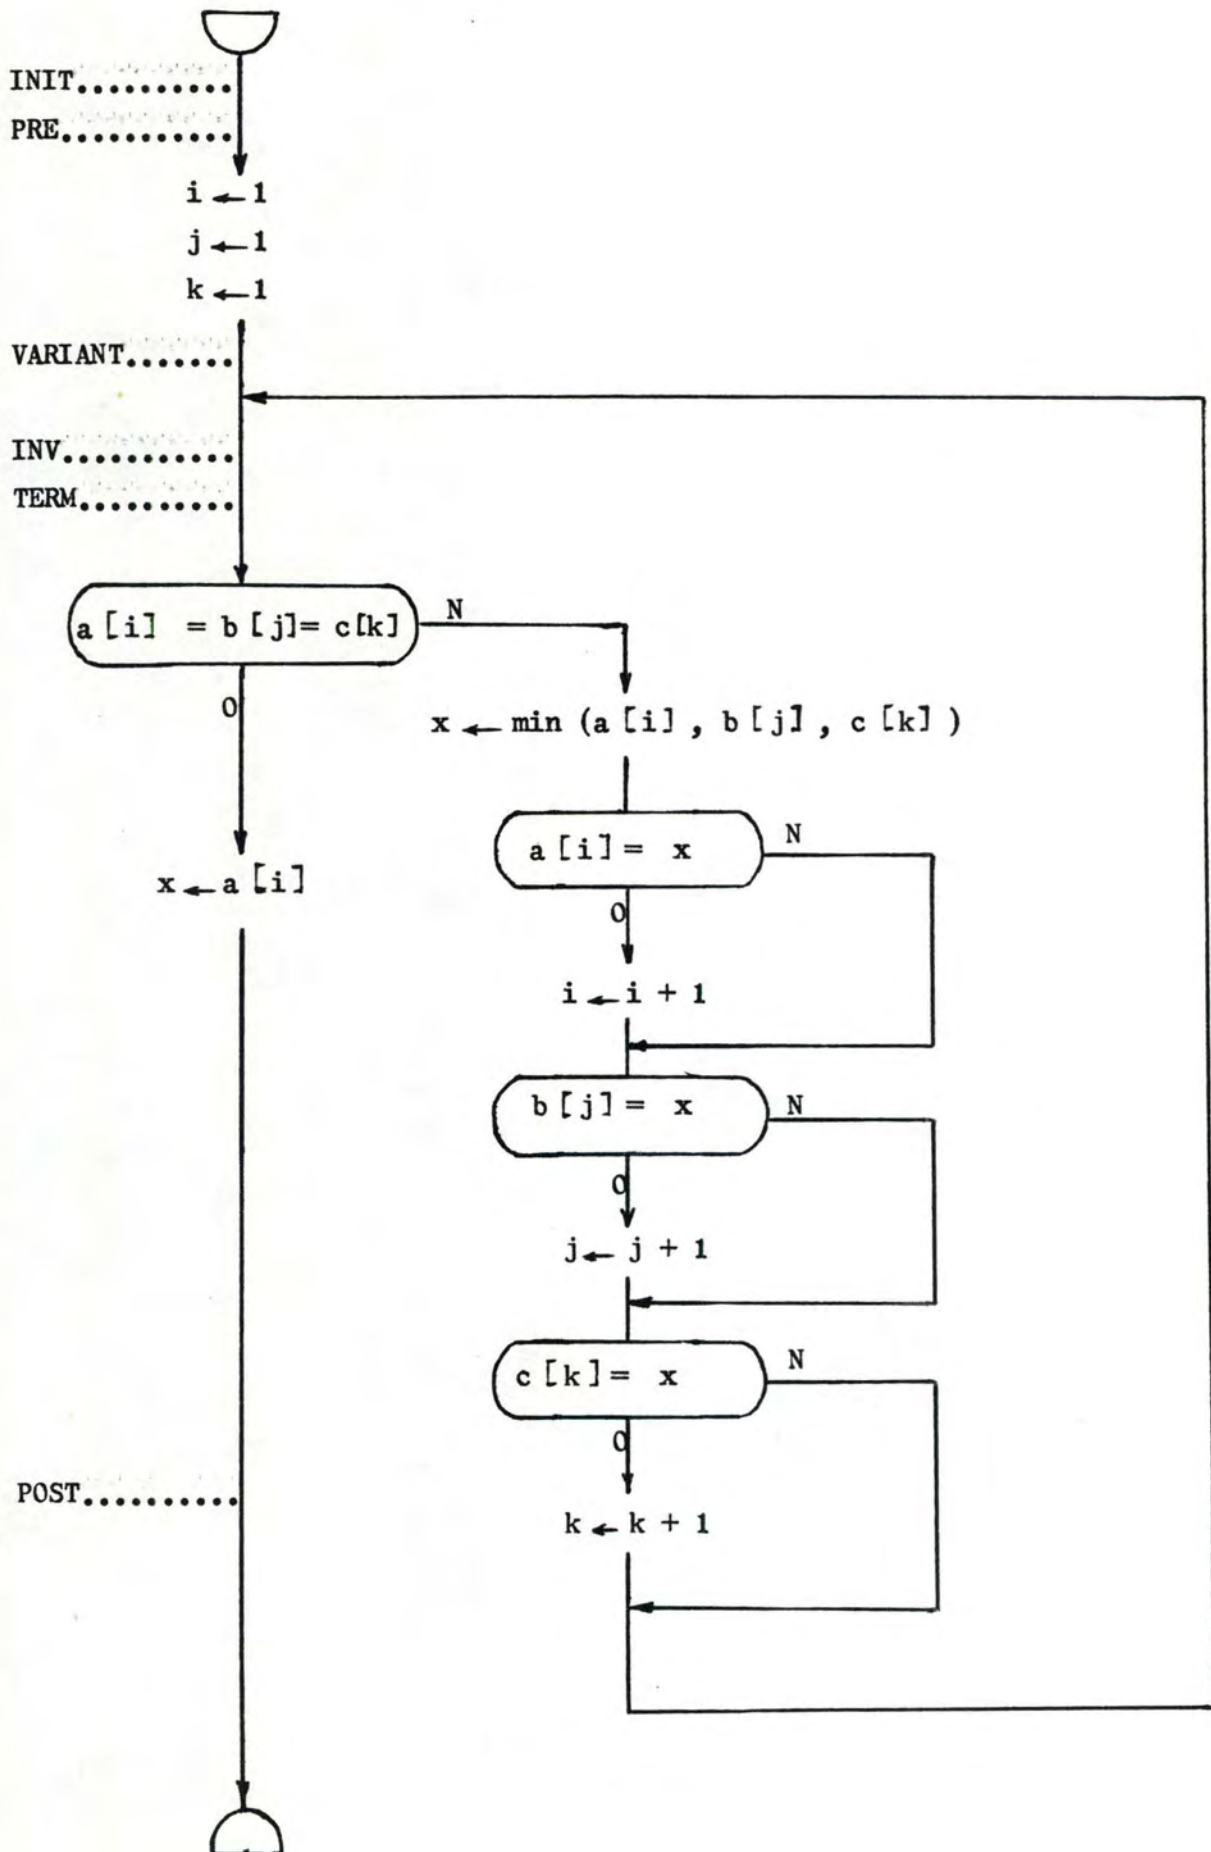 INIT..........
PRE...........
i ← 1
j ← 1
k ← 1
VARIANT.......
INV...........
TERM..........
a [i] = b [j]= c[k]
N
O
x ← min (a [i] , b [j] , c [k] )
a [i] = x
N
x ← a [i]
O
i ← i + 1
b [j] = x
N
O
j ← j + 1
c [k] = x
N
O
POST..........
k ← k + 1